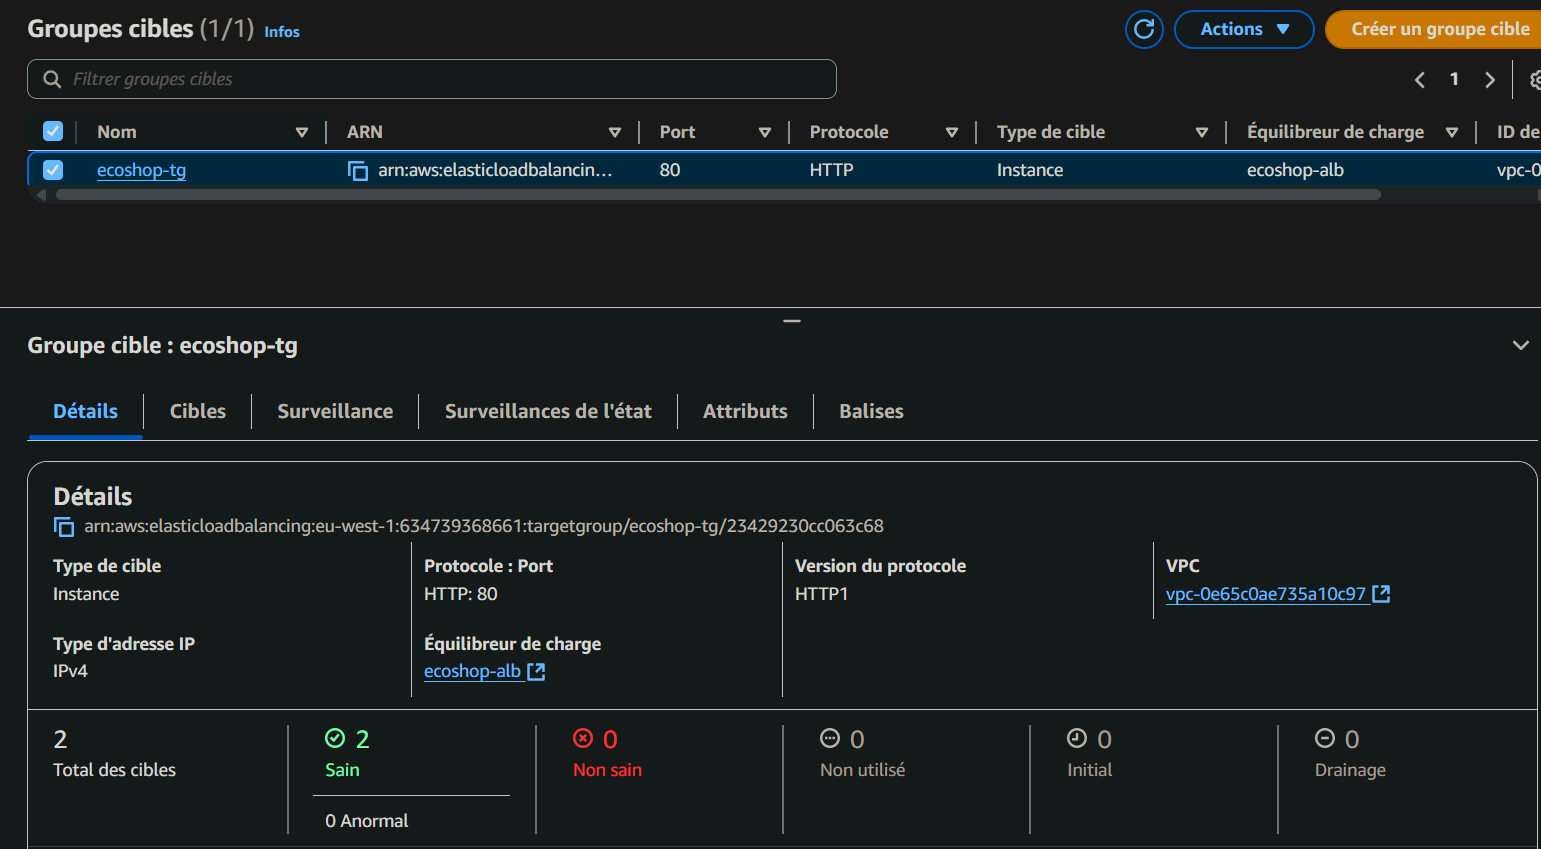 Groupes cibles (1/1) Infos
Actions
Créer un groupe cible
Filtrer groupes cibles
1
Nom ARN Port Protocole Type de cible Équilibreur de charge ID de
ecoshop-tg arn:aws:elasticloadbalancin... 80 HTTP Instance ecoshop-alb vpc-0
Groupe cible : ecoshop-tg
Détails Cibles Surveillance Surveillances de l'état Attributs Balises
Détails
arn:aws:elasticloadbalancing:eu-west-1:634739368661:targetgroup/ecoshop-tg/23429230cc063c68
Type de cible Protocole : Port Version du protocole VPC
Instance HTTP: 80 HTTP1 vpc-0e65c0ae735a10c97
Type d'adresse IP Équilibreur de charge
IPv4 ecoshop-alb
2 2 0 0 0 0
Total des cibles Sain Non sain Non utilisé Initial Drainage
0 Anormal